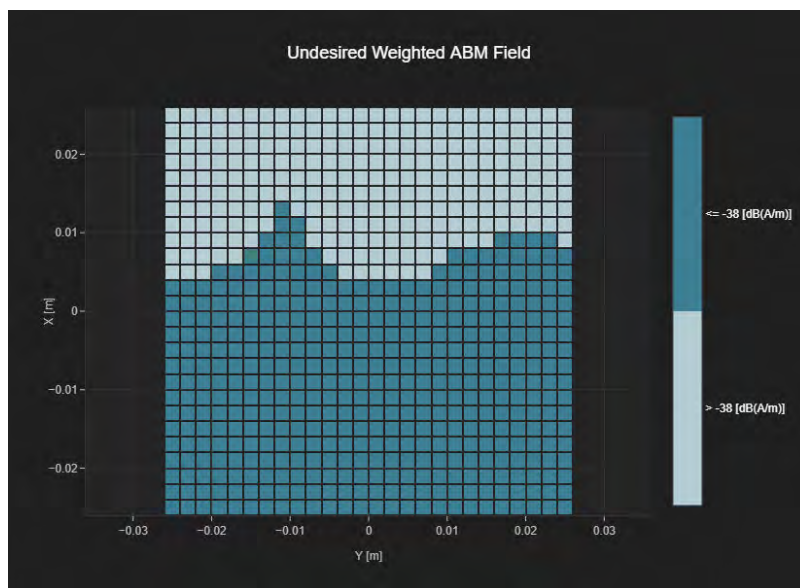 Undesired Weighted ABM Field
0.02
0.01
0
−0.01
−0.02
X [m]
−0.03
−0.02
−0.01
0
0.01
0.02
0.03
Y [m]
<= -38 [dB(A/m)]
> -38 [dB(A/m)]